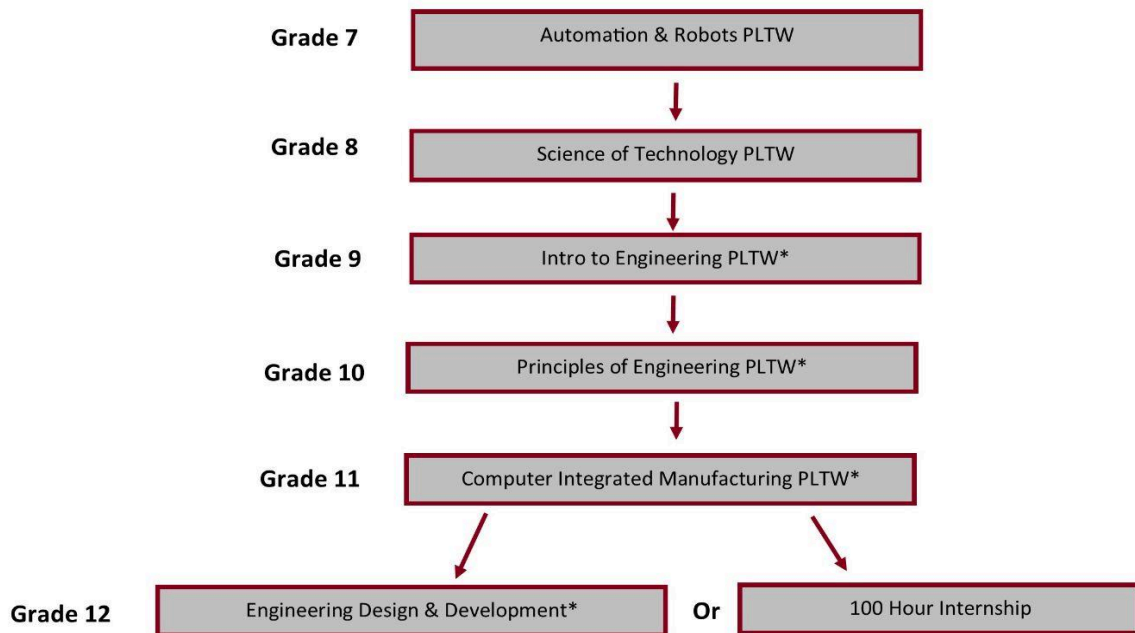 Grade 7 Automation & Robots PLTW
Grade 8 Science of Technology PLTW
Grade 9 Intro to Engineering PLTW*
Grade 10 Principles of Engineering PLTW*
Grade 11 Computer Integrated Manufacturing PLTW*
Grade 12 Engineering Design & Development* Or 100 Hour Internship